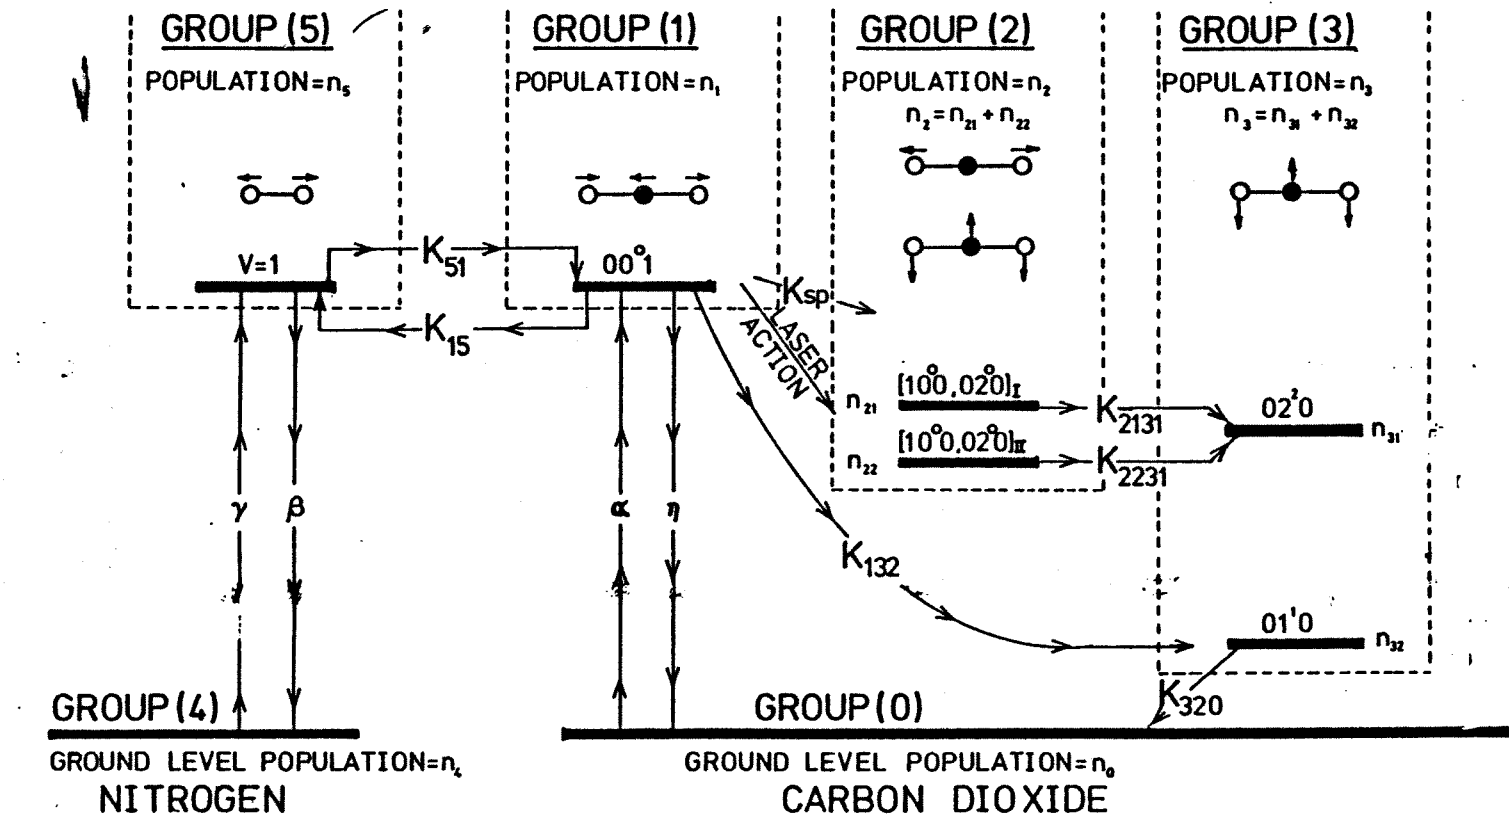 GROUP (5)
GROUP (1)
GROUP (2)
GROUP (3)
POPULATION=n₅
POPULATION=n₁
POPULATION=n₂
POPULATION=n₃
n₂=n₂₁+n₂₂
n₃=n₃₁+n₃₂
K₅₁
V=1
00°1
Ksp
K₁₅
LASER
ACTION
n₂₁
[10°0,02°0]I
K₂₁₃₁
02²0
n₃₁
n₂₂
[10°0,02°0]II
K₂₂₃₁
γ
β
α
η
K₁₃₂
01¹0
n₃₂
K₃₂₀
GROUP (4)
GROUP (0)
GROUND LEVEL POPULATION=n₄
GROUND LEVEL POPULATION=n₀
NITROGEN
CARBON DIOXIDE